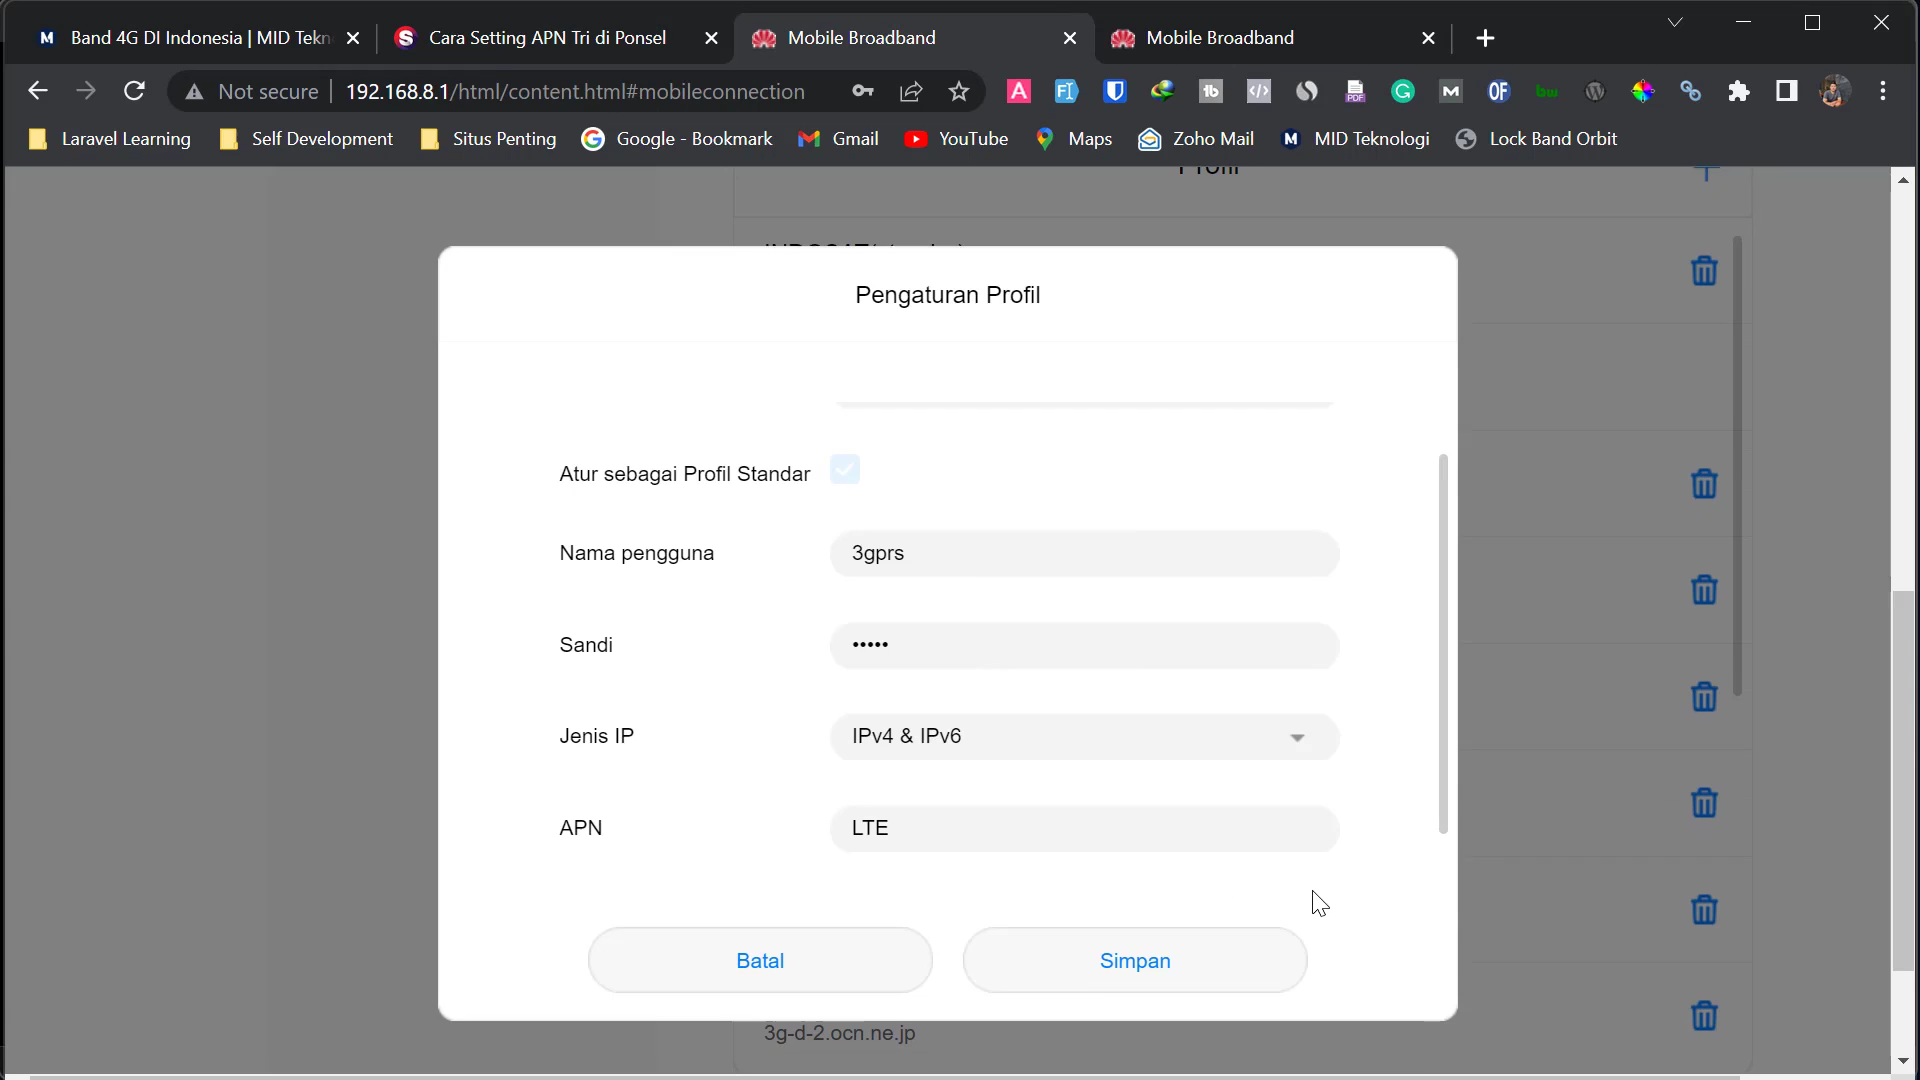 Band 4G DI Indonesia | MID Tekn
Cara Setting APN Tri di Ponsel
Mobile Broadband
Mobile Broadband
Not secure
192.168.8.1/html/content.html#mobileconnection
Laravel Learning
Self Development
Situs Penting
Google - Bookmark
Gmail
YouTube
Maps
Zoho Mail
MID Teknologi
Lock Band Orbit
Profil
Pengaturan Profil
Atur sebagai Profil Standar
Nama pengguna
3gprs
Sandi
•••••
Jenis IP
IPv4 & IPv6
APN
LTE
Batal
Simpan
3g-d-2.ocn.ne.jp